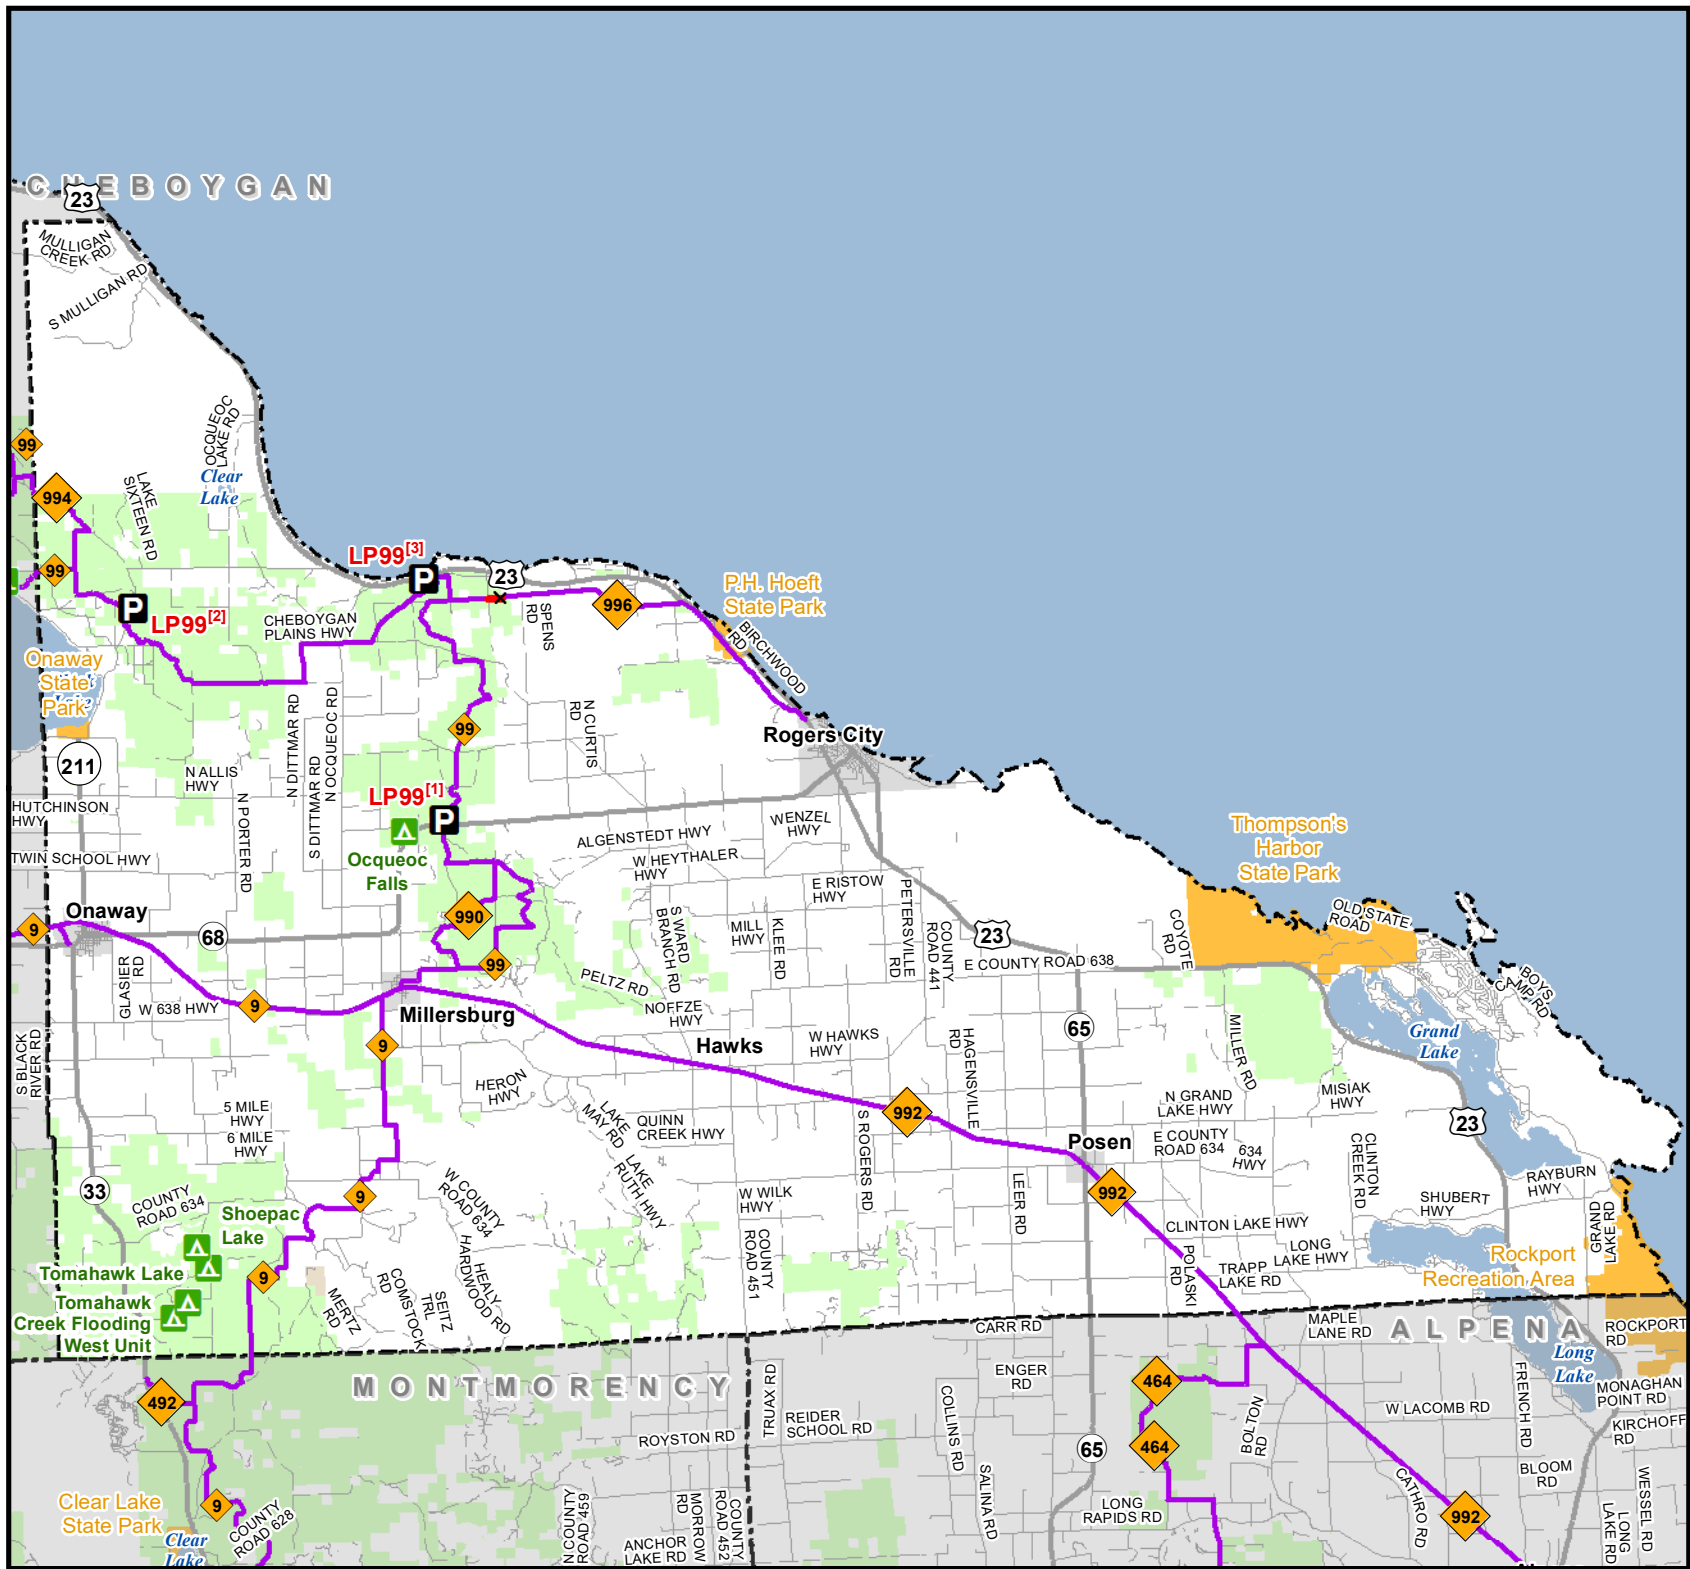 CHEBOYGAN
23
MULLIGAN
CREEK RD
S MULLIGAN RD
OCQUEOC
LAKE RD
Clear
Lake
99
994
LAKE
SIXTEEN RD
99
LP99[2]
LP99[3]
23
996
P.H. Hoeft
State Park
BIRCHWOOD
RD
CHEBOYGAN
PLAINS HWY
SPENS
RD
Onaway
State
Park
Lake
N DITTMAR RD
N OCQUEOC RD
S DITTMAR RD
99
N CURTIS
RD
Rogers City
211
N ALLIS
HWY
N PORTER RD
HUTCHINSON
HWY
LP99[1]
TWIN SCHOOL HWY
Ocqueoc
Falls
ALGENSTEDT HWY
WENZEL
HWY
W HEYTHALER
HWY
E RISTOW
HWY
Thompson's
Harbor
State Park
OLD STATE
ROAD
Onaway
9
68
990
99
S WARD
BRANCH RD
MILL
HWY
KLEE RD
PETERSVILLE
RD
COUNTY
ROAD 441
23
E COUNTY ROAD 638
COYOTE
RD
BOYS
CAMP RD
GLASIER
RD
W 638 HWY
9
PELTZ RD
NOFFZE
HWY
Millersburg
Hawks
W HAWKS
HWY
HAGENSVILLE
RD
65
MILLER RD
Grand
Lake
S BLACK
RIVER RD
9
HERON
HWY
LAKE
MAY RD
QUINN
CREEK HWY
992
S ROGERS RD
N GRAND
LAKE HWY
MISIAK
HWY
23
5 MILE
HWY
6 MILE
HWY
Posen
E COUNTY
ROAD 634
634
HWY
CLINTON
CREEK RD
RAYBURN
HWY
33
COUNTY
ROAD 634
9
W COUNTY
ROAD 634
LAKE
RUTH HWY
W WILK
HWY
LEER RD
992
SHUBERT
HWY
GRAND
LAKE RD
Shoepac
Lake
CLINTON LAKE HWY
Tomahawk Lake
9
HEALY
HARDWOOD RD
COUNTY
ROAD 451
POLASKI
RD
TRAPP
LAKE RD
LONG
LAKE HWY
Rockport
Recreation Area
Tomahawk
Creek Flooding
West Unit
MERTZ
RD
COMSTOCK
RD
SEITZ
TRL
CARR RD
MAPLE
LANE RD
ALPENA
ROCKPORT
RD
Long
Lake
MONTMORENCY
492
TRUAX RD
ENGER
RD
464
FRENCH RD
MONAGHAN
POINT RD
W LACOMB RD
KIRCHOFF
RD
REIDER
SCHOOL RD
COLLINS RD
BOLTON
RD
ROYSTON RD
464
65
BLOOM
RD
CATHRO RD
WESSEL RD
SALINA RD
Clear Lake
State Park
Clear
Lake
9
COUNTY
ROAD 628
N COUNTY
ROAD 459
MORROW
RD
COUNTY
ROAD 452
ANCHOR
LAKE RD
LONG
RAPIDS RD
992
LONG
LAKE RD